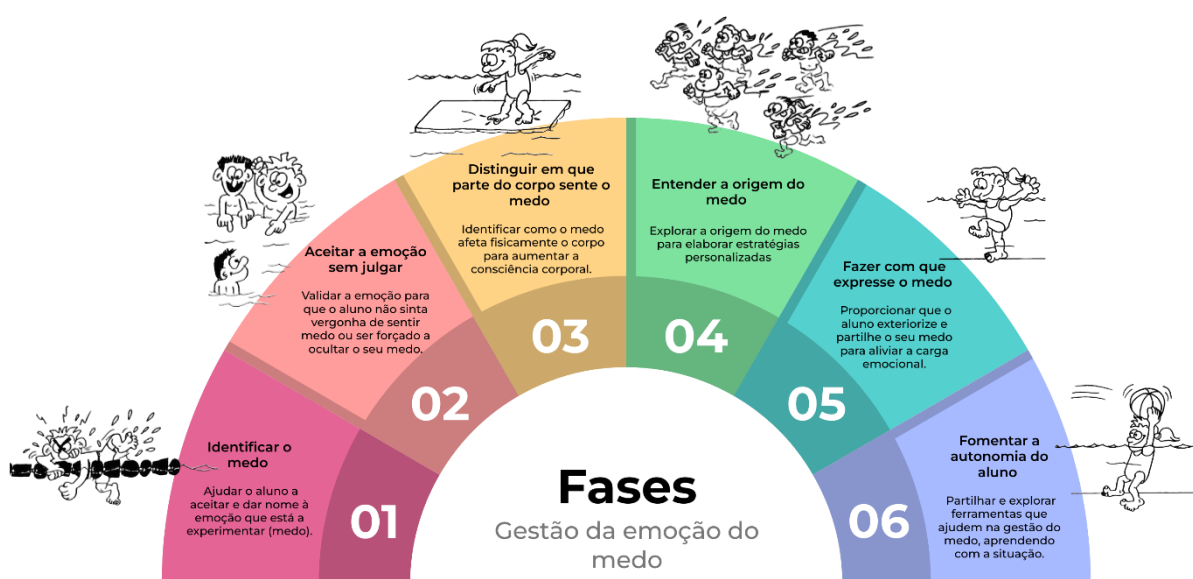 Identificar o
medo
Ajudar o aluno a
aceitar e dar nome à
emoção que está a
experimentar (medo).
01
Aceitar a emoção
sem julgar
Validar a emoção para
que o aluno não sinta
vergonha de sentir
medo ou ser forçado a
ocultar o seu medo.
02
Distinguir em que
parte do corpo sente o
medo
Identificar como o medo
afeta fisicamente o corpo
para aumentar a
consciência corporal.
03
Entender a origem do
medo
Explorar a origem do medo
para elaborar estratégias
personalizadas
04
Fazer com que
expresse o medo
Proporcionar que o
aluno exteriorize e
partilhe o seu medo
para aliviar a carga
emocional.
05
Fomentar a
autonomia do
aluno
Partilhar e explorar
ferramentas que
ajudem na gestão do
medo, aprendendo
com a situação.
06
Fases
Gestão da emoção do
medo